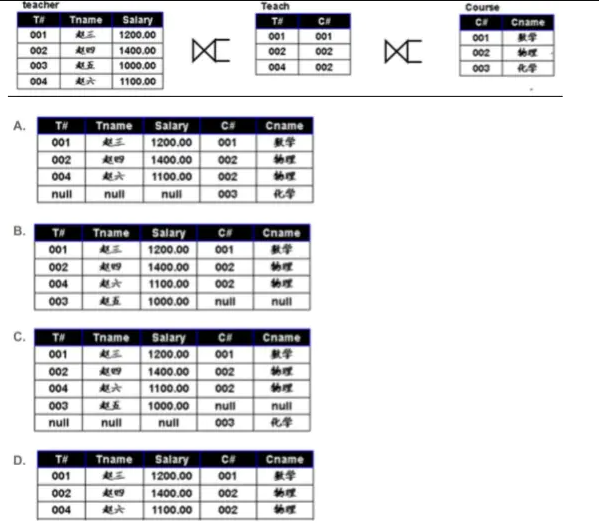 teacher
T# Tname Salary
001 赵三 1200.00
002 赵四 1400.00
003 赵五 1000.00
004 赵六 1100.00
Teach
T# C#
001 001
002 002
004 002
Course
C# Cname
001 数学
002 物理
003 化学
A.
T# Tname Salary C# Cname
001 赵三 1200.00 001 数学
002 赵四 1400.00 002 物理
004 赵六 1100.00 002 物理
null null null 003 化学
B.
T# Tname Salary C# Cname
001 赵三 1200.00 001 数学
002 赵四 1400.00 002 物理
004 赵六 1100.00 002 物理
003 赵五 1000.00 null null
C.
T# Tname Salary C# Cname
001 赵三 1200.00 001 数学
002 赵四 1400.00 002 物理
004 赵六 1100.00 002 物理
003 赵五 1000.00 null null
null null null 003 化学
D.
T# Tname Salary C# Cname
001 赵三 1200.00 001 数学
002 赵四 1400.00 002 物理
004 赵六 1100.00 002 物理